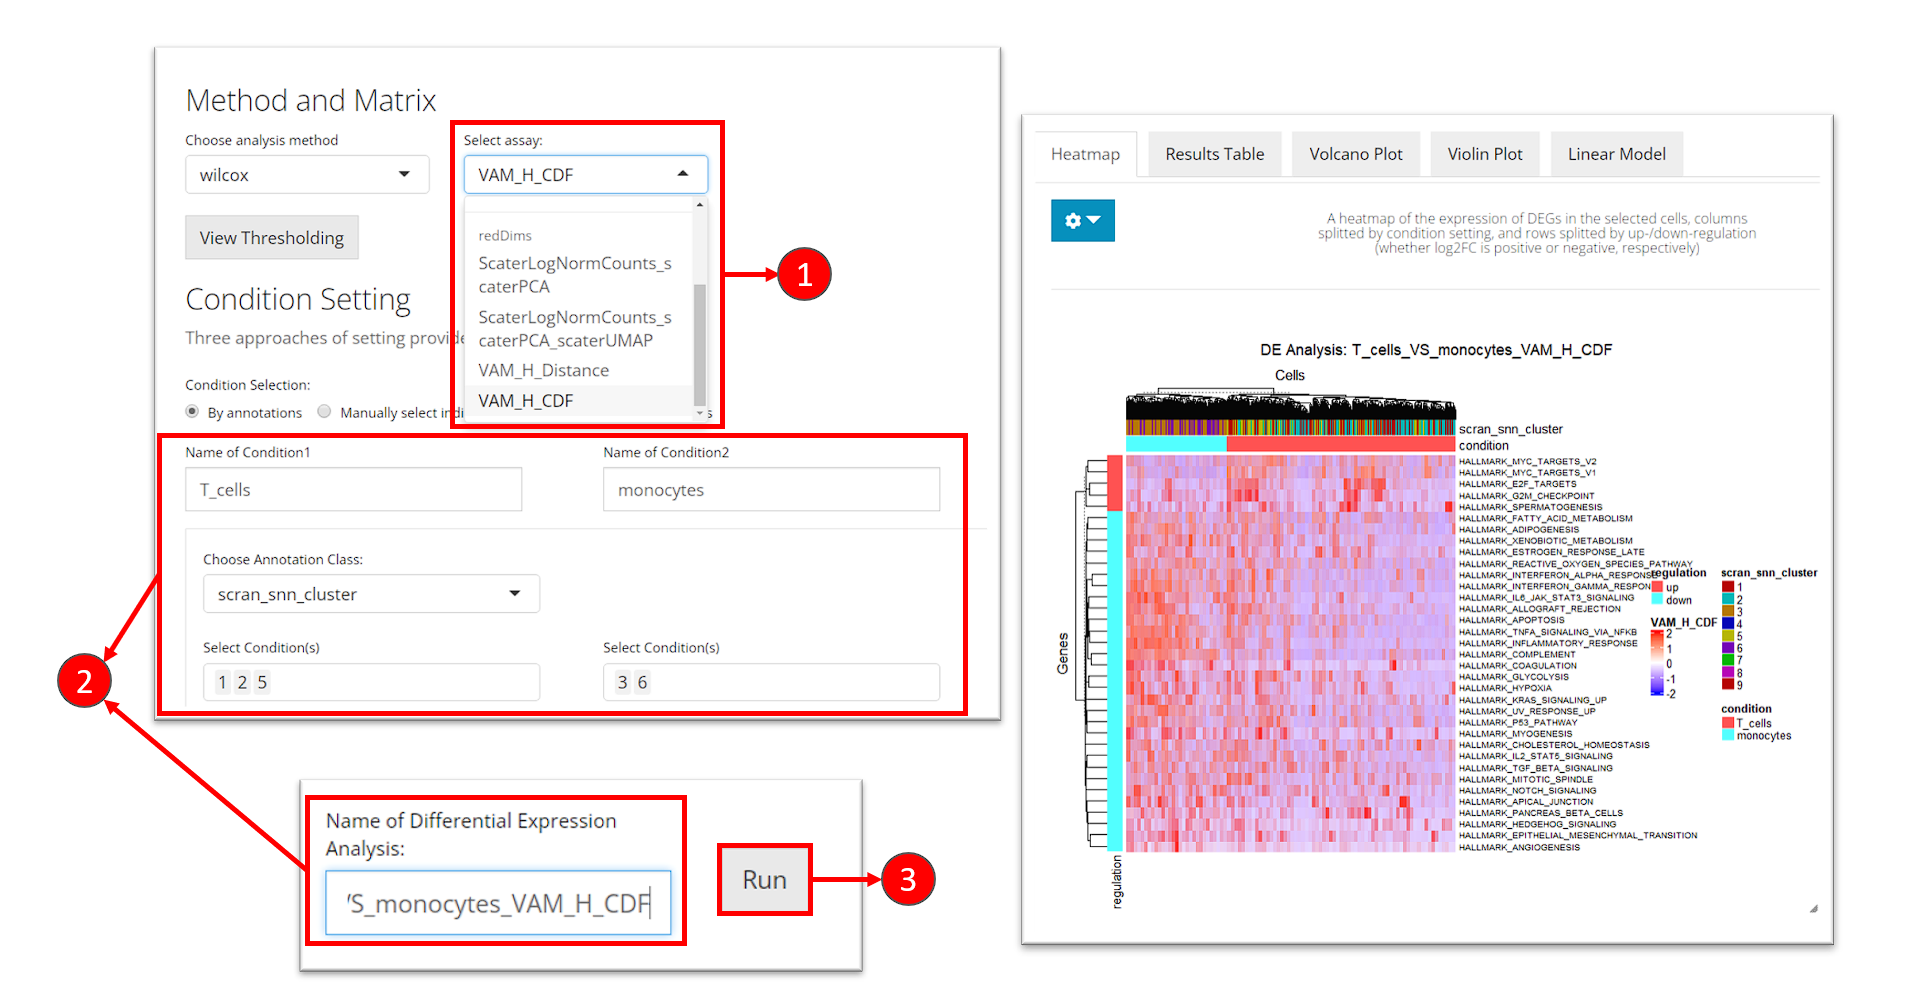 Method and Matrix
Choose analysis method
wilcox
Select assay:
VAM_H_CDF
redDims
ScaterLogNormCounts_s
caterPCA
ScaterLogNormCounts_s
caterPCA_scaterUMAP
VAM_H_Distance
VAM_H_CDF
View Thresholding
1
Condition Setting
Three approaches of setting provide
Condition Selection:
By annotations
Manually select indi
s
Name of Condition1
Name of Condition2
T_cells
monocytes
Choose Annotation Class:
scran_snn_cluster
Select Condition(s)
Select Condition(s)
1 2 5
3 6
2
Name of Differential Expression
Analysis:
'S_monocytes_VAM_H_CDF
Run
3
Heatmap
Results Table
Volcano Plot
Violin Plot
Linear Model
A heatmap of the expression of DEGs in the selected cells, columns
splitted by condition setting, and rows splitted by up-/down-regulation
(whether log2FC is positive or negative, respectively)
DE Analysis: T_cells_VS_monocytes_VAM_H_CDF
Cells
scran_snn_cluster
condition
HALLMARK_MYC_TARGETS_V2
HALLMARK_MYC_TARGETS_V1
HALLMARK_E2F_TARGETS
HALLMARK_G2M_CHECKPOINT
HALLMARK_SPERMATOGENESIS
HALLMARK_FATTY_ACID_METABOLISM
HALLMARK_ADIPOGENESIS
HALLMARK_XENOBIOTIC_METABOLISM
HALLMARK_ESTROGEN_RESPONSE_LATE
HALLMARK_REACTIVE_OXYGEN_SPECIES_PATHWAY
HALLMARK_INTERFERON_ALPHA_RESPONSE
HALLMARK_INTERFERON_GAMMA_RESPON
HALLMARK_IL6_JAK_STAT3_SIGNALING
HALLMARK_ALLOGRAFT_REJECTION
HALLMARK_APOPTOSIS
HALLMARK_TNFA_SIGNALING_VIA_NFKB
HALLMARK_INFLAMMATORY_RESPONSE
HALLMARK_COMPLEMENT
HALLMARK_COAGULATION
HALLMARK_GLYCOLYSIS
HALLMARK_HYPOXIA
HALLMARK_KRAS_SIGNALING_UP
HALLMARK_UV_RESPONSE_UP
HALLMARK_P53_PATHWAY
HALLMARK_MYOGENESIS
HALLMARK_CHOLESTEROL_HOMEOSTASIS
HALLMARK_IL2_STAT5_SIGNALING
HALLMARK_TGF_BETA_SIGNALING
HALLMARK_MITOTIC_SPINDLE
HALLMARK_NOTCH_SIGNALING
HALLMARK_APICAL_JUNCTION
HALLMARK_PANCREAS_BETA_CELLS
HALLMARK_HEDGEHOG_SIGNALING
HALLMARK_EPITHELIAL_MESENCHYMAL_TRANSITION
HALLMARK_ANGIOGENESIS
Genes
regulation
regulation
up
down
VAM_H_CDF
2
1
0
-1
-2
scran_snn_cluster
1
2
3
4
5
6
7
8
9
condition
T_cells
monocytes